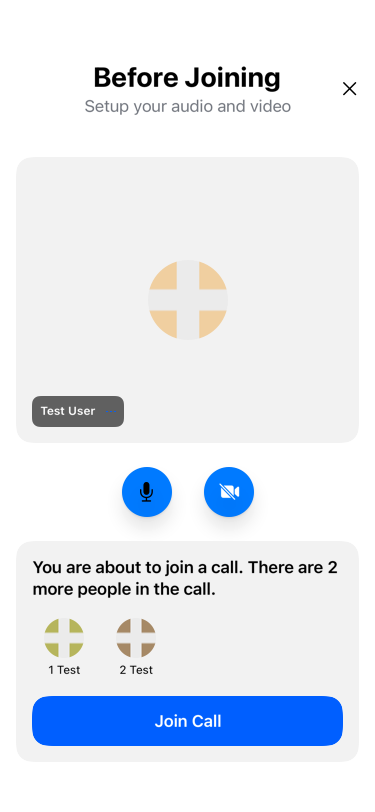 Before Joining
Setup your audio and video
Test User
You are about to join a call. There are 2
more people in the call.
1 Test
2 Test
Join Call